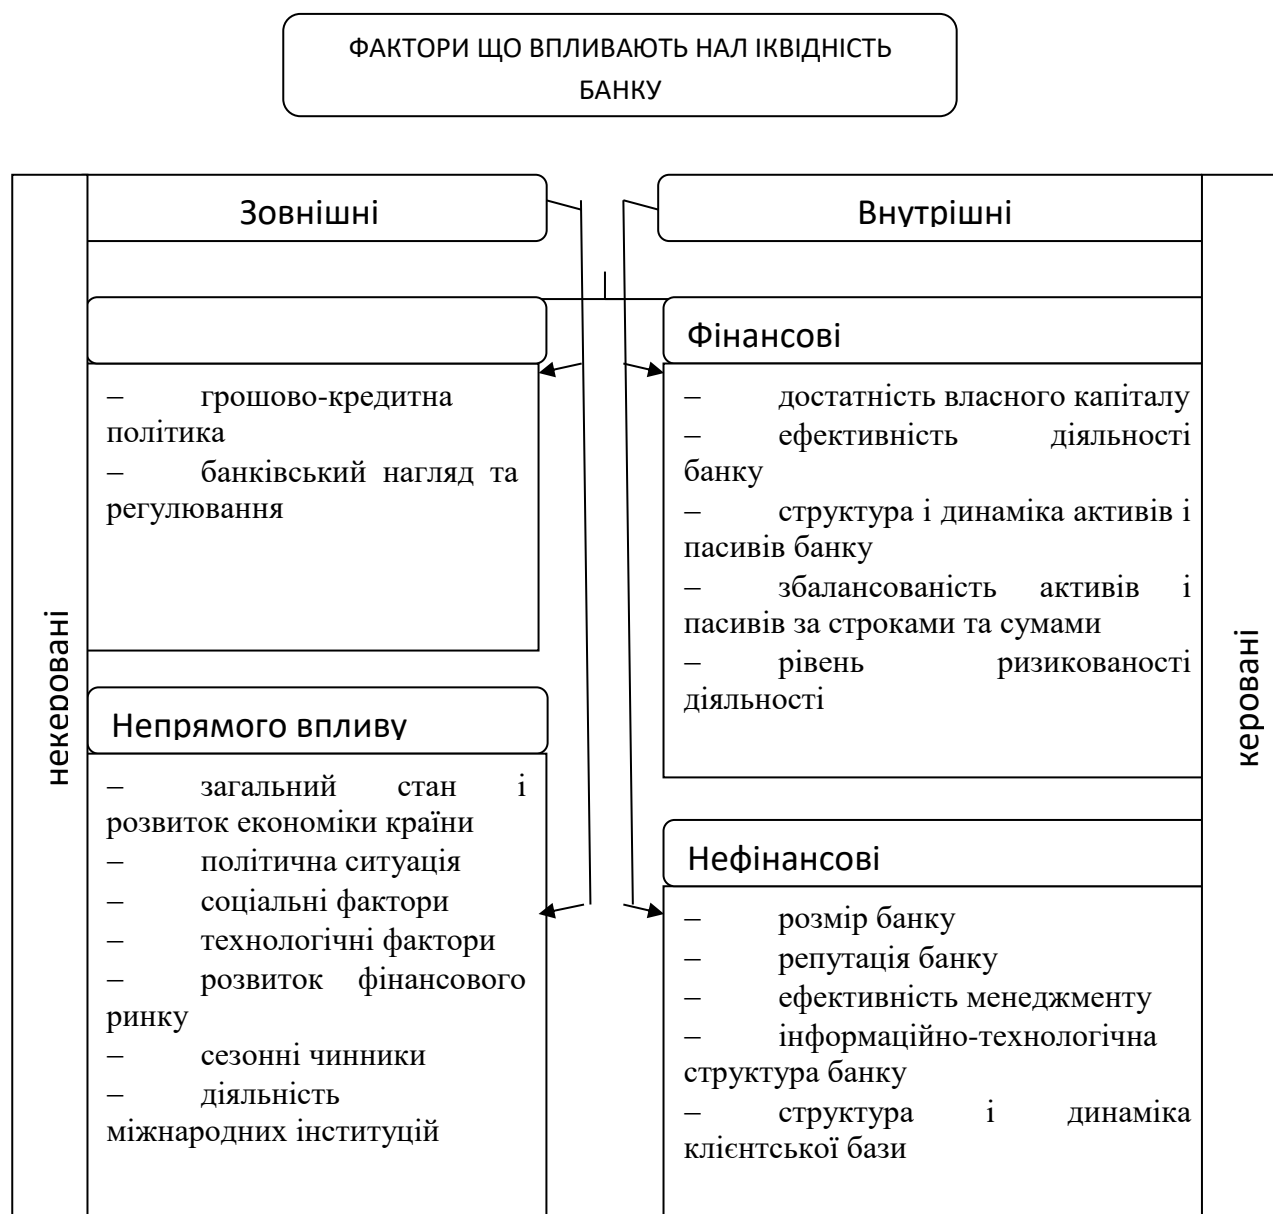 ФАКТОРИ ЩО ВПЛИВАЮТЬ НАЛ ІКВІДНІСТЬ
БАНКУ
некеровані
Зовнішні
– грошово-кредитна
політика
– банківський нагляд та
регулювання
Непрямого впливу
– загальний стан і
розвиток економіки країни
– політична ситуація
– соціальні фактори
– технологічні фактори
– розвиток фінансового
ринку
– сезонні чинники
– діяльність
міжнародних інституцій
Внутрішні
Фінансові
– достатність власного капіталу
– ефективність діяльності
банку
– структура і динаміка активів і
пасивів банку
– збалансованість активів і
пасивів за строками та сумами
– рівень ризикованості
діяльності
Нефінансові
– розмір банку
– репутація банку
– ефективність менеджменту
– інформаційно-технологічна
структура банку
– структура і динаміка
клієнтської бази
керовані